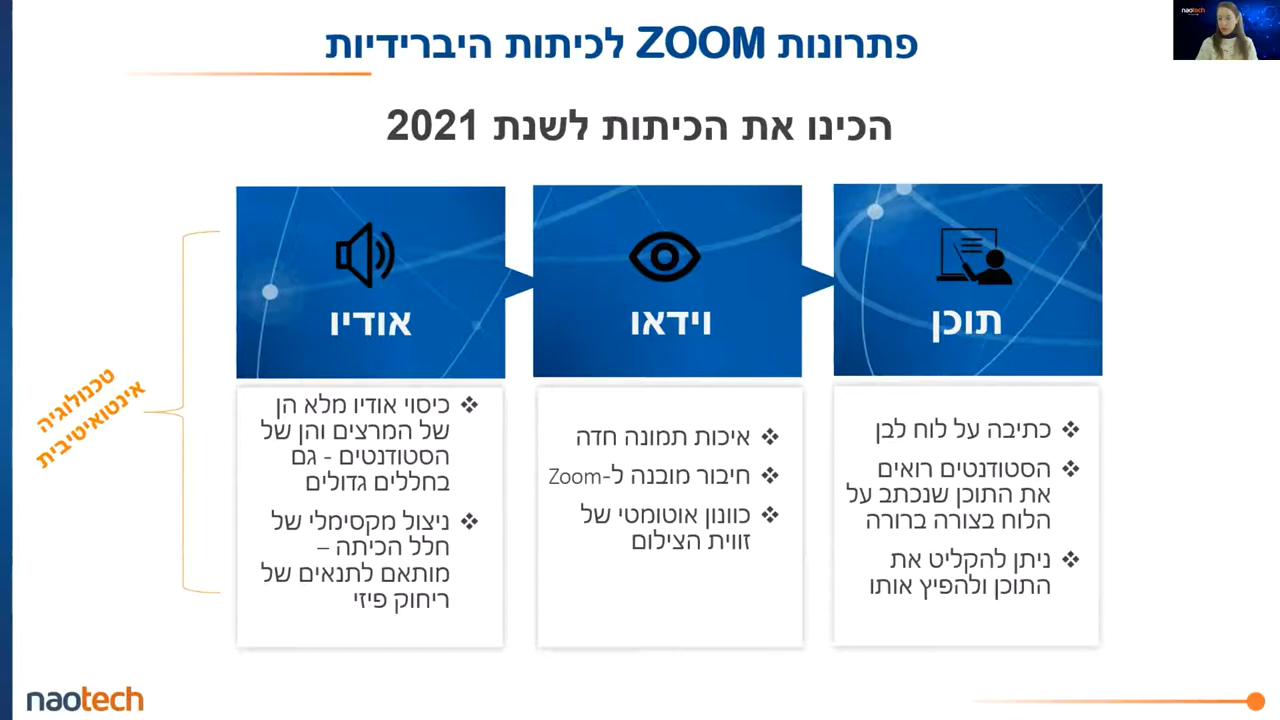 naotech
פתרונות ZOOM לכיתות היברידיות
הכינו את הכיתות לשנת 2021
תוכן
❖ כתיבה על לוח לבן
❖ הסטודנטים רואים
את התוכן שנכתב על
הלוח בצורה ברורה
❖ ניתן להקליט את
התוכן ולהפיץ אותו
וידאו
❖ איכות תמונה חדה
❖ חיבור מובנה ל-Zoom
❖ כוונון אוטומטי של
זווית הצילום
אודיו
❖ כיסוי אודיו מלא הן
של המרצים והן של
הסטודנטים - גם
בחללים גדולים
❖ ניצול מקסימלי של
חלל הכיתה –
מותאם לתנאים של
ריחוק פיזי
טכנולוגיה
אינטואיטיבית
naotech